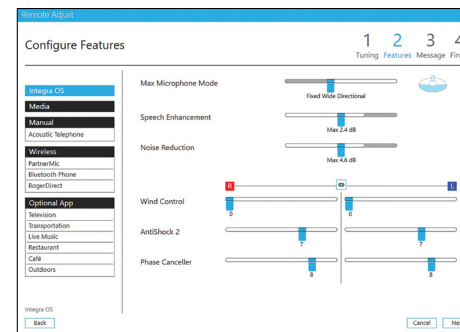 Remote Adjust
Configure Features
1 2 3 4
Tuning Features Message Fin
Integra OS
Media
Manual
Acoustic Telephone
Wireless
PartnerMic
Bluetooth Phone
RogerDirect
Optional App
Television
Transportation
Live Music
Restaurant
Café
Outdoors
Max Microphone Mode
Fixed Wide Directional
Speech Enhancement
Max 2.4 dB
Noise Reduction
Max 4.6 dB
R L
Wind Control
0 0
AntiShock 2
7 7
Phase Canceller
8 8
Integra OS
Back Cancel Ne